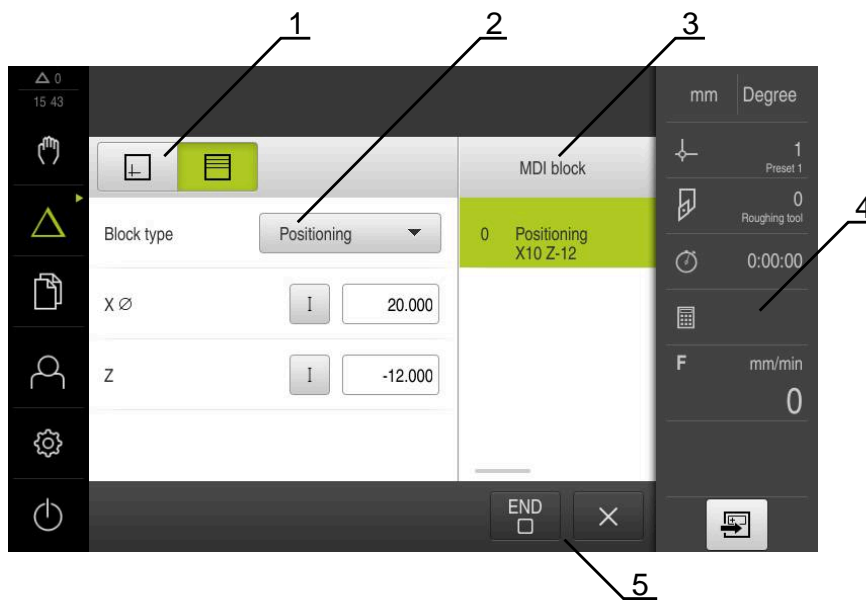 1
2
3
0
15 43
mm
Degree
1
Preset 1
MDI block
0
Roughing tool
4
Block type
Positioning
0
Positioning
X10 Z-12
0:00:00
X Ø
I
20.000
Z
I
-12.000
F
mm/min
0
END
5